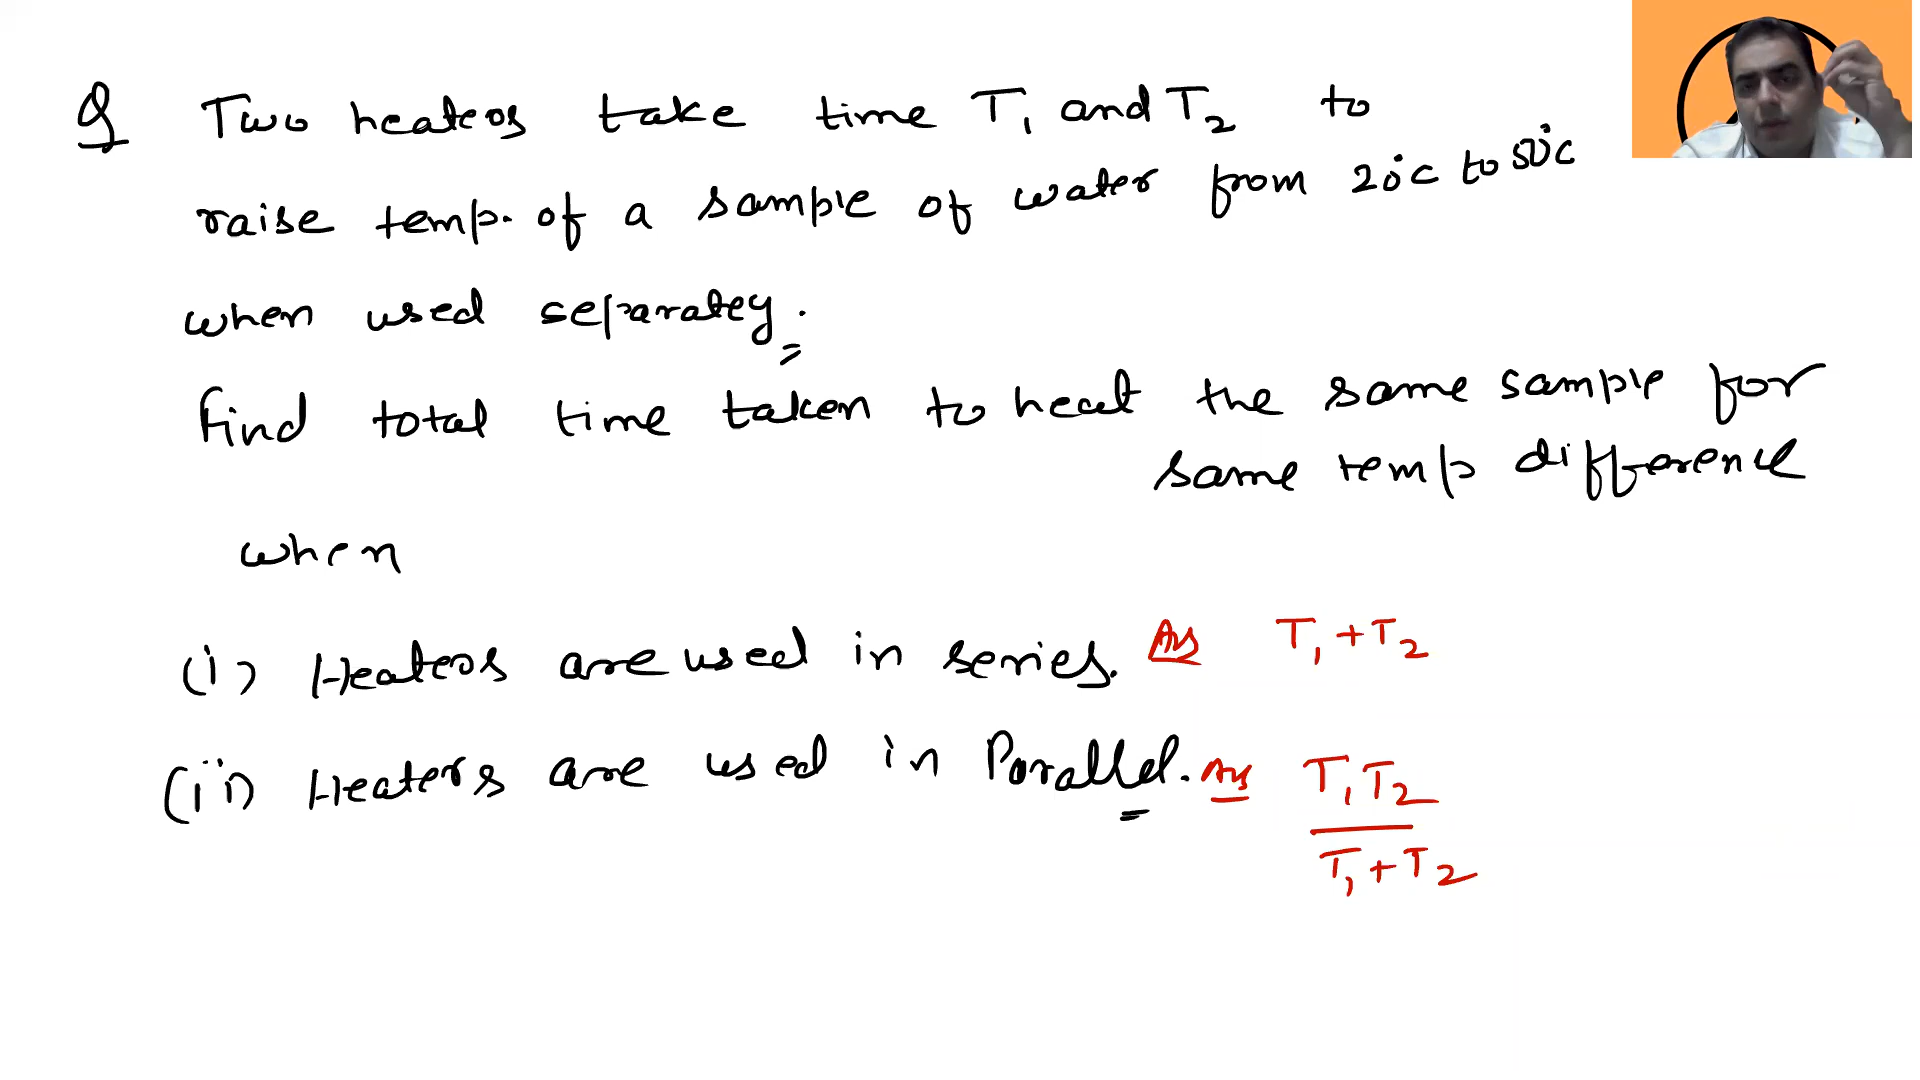 Q Two heaters take time T₁ and T₂ to
raise temp. of a sample of water from 20°C to 50°C
when used separatey.
Find total time taken to heat the same sample for
same temp difference
when
(i) Heaters are used in series. Ans T₁ + T₂
(ii) Heaters are used in Parallel. Ans T₁T₂
T₁ + T₂